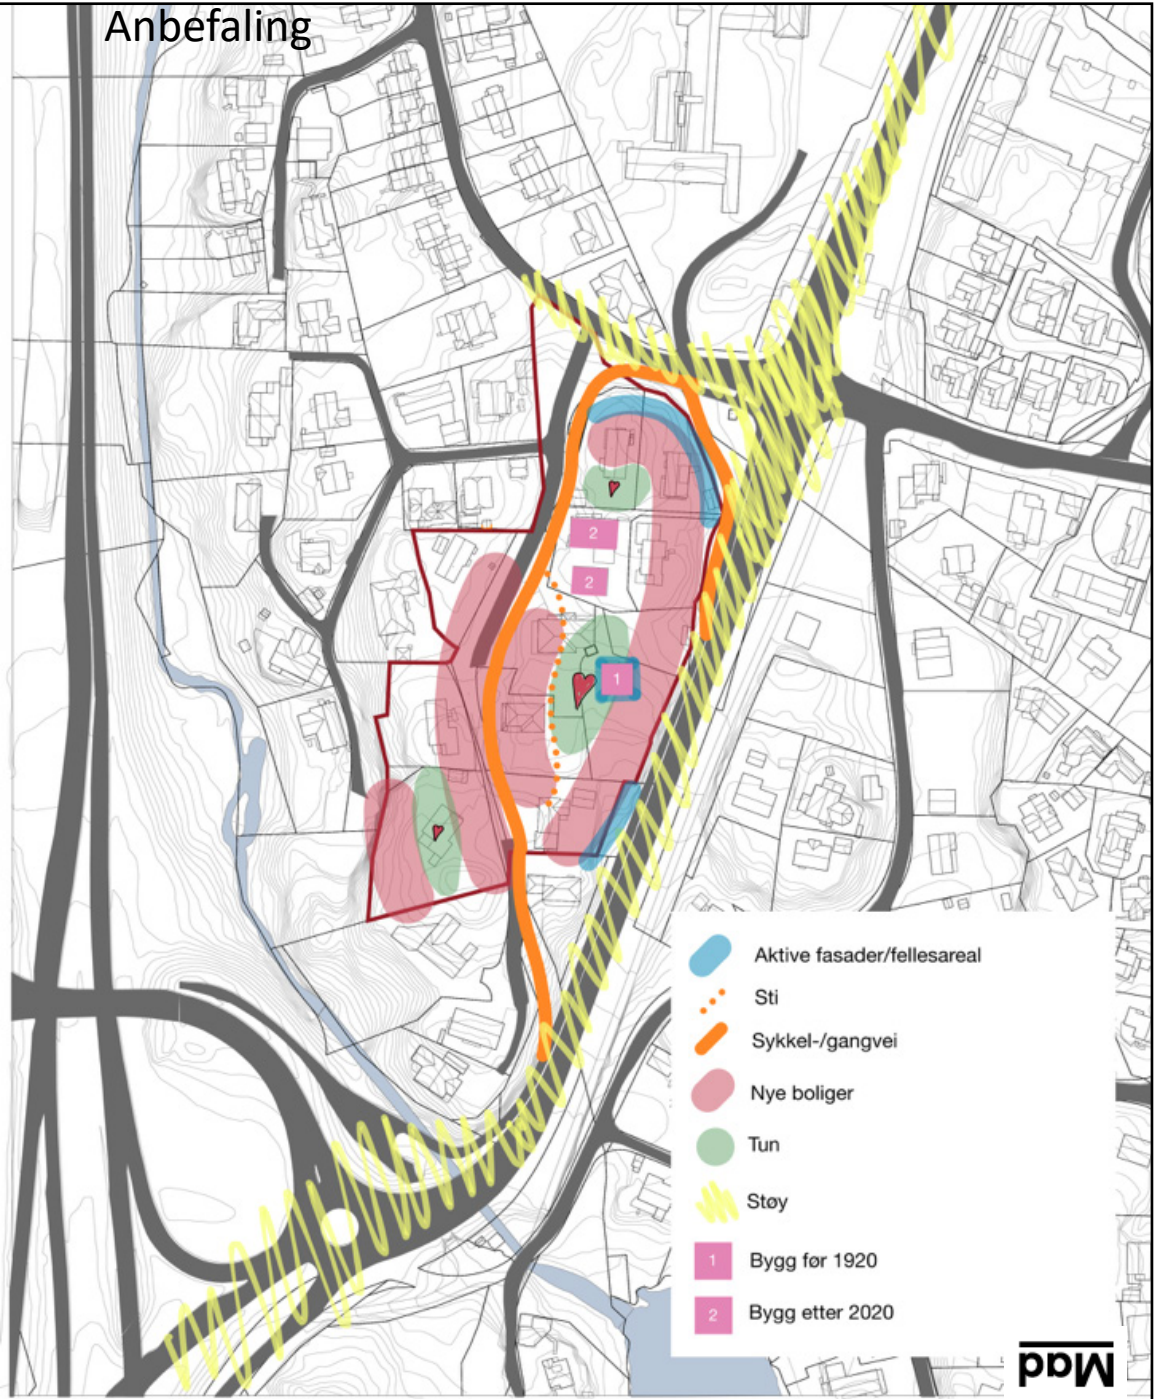 Anbefaling
2
2
1
Aktive fasader/fellesareal
Sti
Sykkel-/gangvei
Nye boliger
Tun
Støy
1 Bygg før 1920
2 Bygg etter 2020
Mad